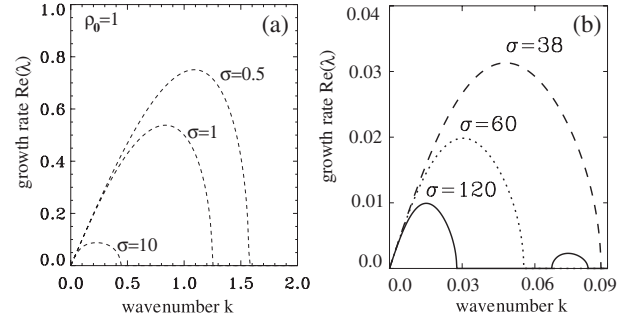 (a)
ρ₀=1
σ=0.5
σ=1
σ=10
growth rate Re(λ)
1.0
0.8
0.6
0.4
0.2
0.0
0.0 0.5 1.0 1.5 2.0
wavenumber k
(b)
σ=38
σ=60
σ=120
growth rate Re(λ)
0.04
0.03
0.02
0.01
0.00
0.0 0.03 0.06 0.09
wavenumber k